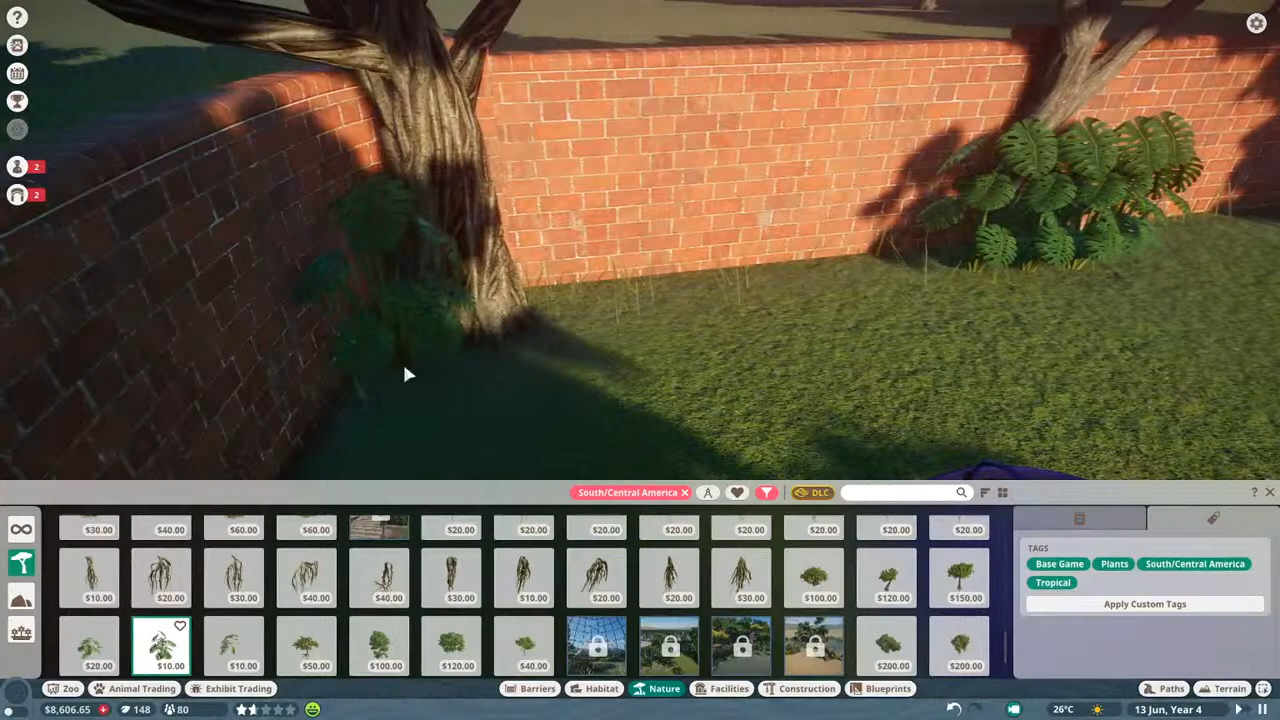 ?
2
2
South/Central America ×
DLC
? ×
$30.00 $40.00 $60.00 $60.00 $20.00 $20.00 $20.00 $20.00 $20.00 $20.00 $20.00 $20.00
$10.00 $20.00 $30.00 $40.00 $40.00 $30.00 $10.00 $20.00 $20.00 $30.00 $100.00 $120.00 $150.00
$20.00 $10.00 $10.00 $50.00 $100.00 $120.00 $40.00 $200.00 $200.00
TAGS
Base Game Plants South/Central America
Tropical
Apply Custom Tags
Zoo Animal Trading Exhibit Trading Barriers Habitat Nature Facilities Construction Blueprints Paths Terrain
$8,606.65 148 80 26°C 13 Jun, Year 4